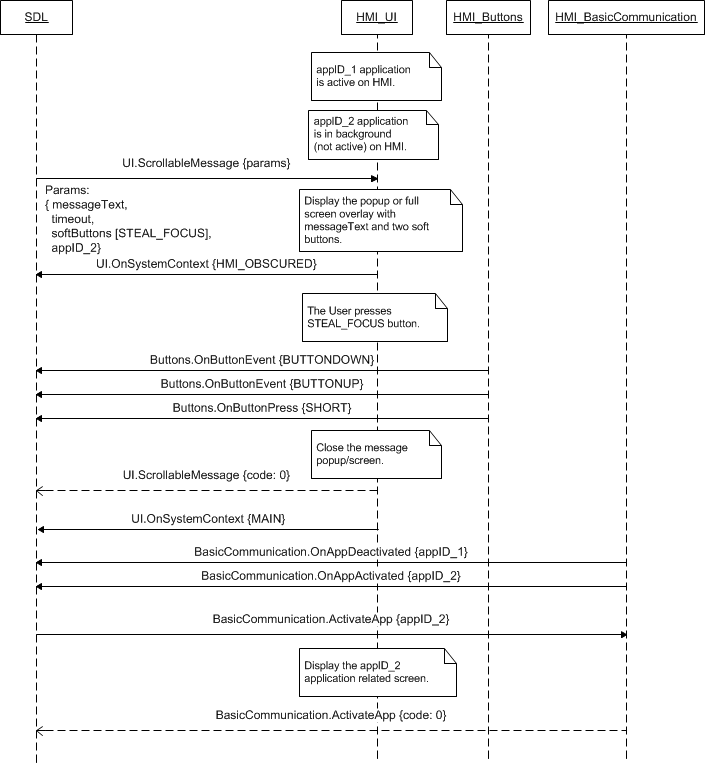 SDL
HMI_UI
HMI_Buttons
HMI_BasicCommunication
appID_1 application
is active on HMI.
appID_2 application
is in background
(not active) on HMI.
UI.ScrollableMessage {params}
Params:
{ messageText,
timeout,
softButtons [STEAL_FOCUS],
appID_2}
Display the popup or full
screen overlay with
messageText and two soft
buttons.
UI.OnSystemContext {HMI_OBSCURED}
The User presses
STEAL_FOCUS button.
Buttons.OnButtonEvent {BUTTONDOWN}
Buttons.OnButtonEvent {BUTTONUP}
Buttons.OnButtonPress {SHORT}
Close the message
popup/screen.
UI.ScrollableMessage {code: 0}
UI.OnSystemContext {MAIN}
BasicCommunication.OnAppDeactivated {appID_1}
BasicCommunication.OnAppActivated {appID_2}
BasicCommunication.ActivateApp {appID_2}
Display the appID_2
application related screen.
BasicCommunication.ActivateApp {code: 0}